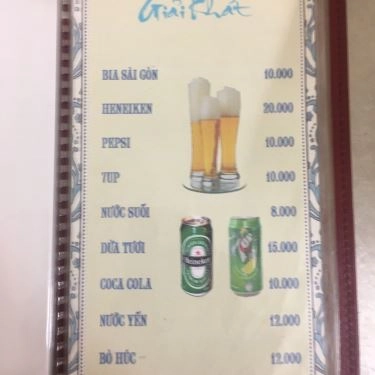 Giải Khát
BIA SÀI GÒN 10.000
HENEIKEN 20.000
PEPSI 10.000
7UP 10.000
NƯỚC SUỐI 8.000
Heineken
DỪA TƯƠI 15.000
COCA COLA 10.000
NƯỚC YẾN 12.000
BÒ HÚC 12.000